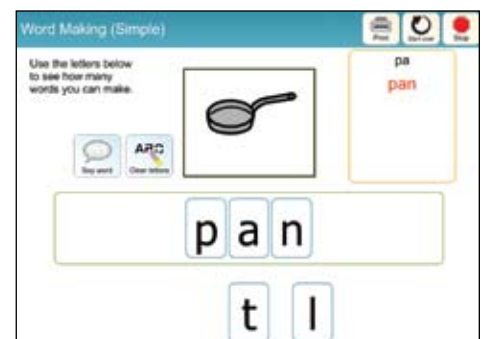 Word Making (Simple)
Print
Start over
Stop
Use the letters below
to see how many
words you can make.
pa
pan
Say word
Clear letters
p a n
t l